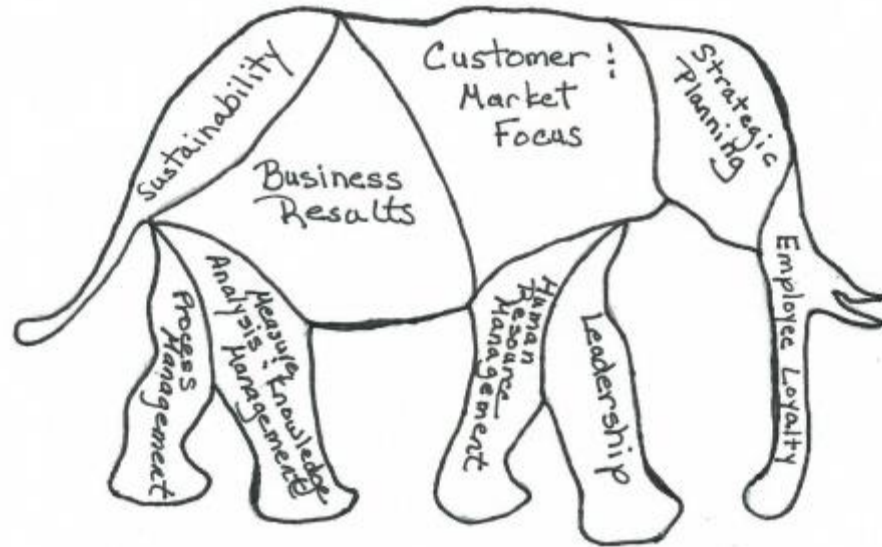 Sustainability
Business
Results
Customer :
Market
Focus
Strategic
Planning
Process
Management
Measure,
Analysis : Knowledge
Management
Human
Resource
Management
Leadership
Employee Loyalty